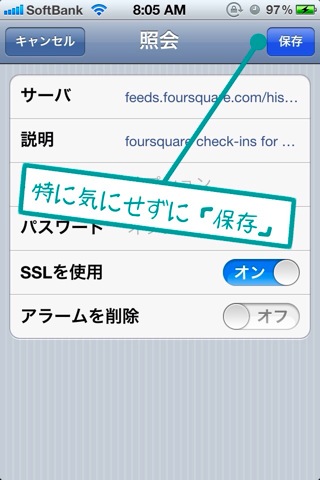 SoftBank 8:05 AM 97%
キャンセル 照会 保存
サーバ feeds.foursquare.com/his...
説明 foursquare check-ins for ...
特に気にせずに「保存」
パスワード
SSLを使用 オン
アラームを削除 オフ